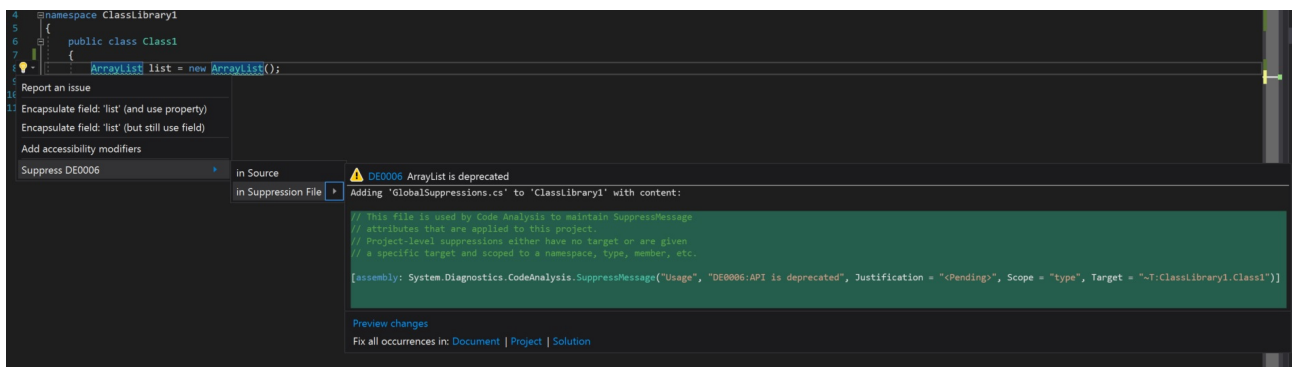 4 namespace ClassLibrary1
5 {
6 public class Class1
7 {
8 ArrayList list = new ArrayList();
9
Report an issue
10
11 Encapsulate field: 'list' (and use property)
Encapsulate field: 'list' (but still use field)
Add accessibility modifiers
Suppress DE0006
in Source
in Suppression File
DE0006 ArrayList is deprecated
Adding 'GlobalSuppressions.cs' to 'ClassLibrary1' with content:
// This file is used by Code Analysis to maintain SuppressMessage
// attributes that are applied to this project.
// Project-level suppressions either have no target or are given
// a specific target and scoped to a namespace, type, member, etc.
[assembly: System.Diagnostics.CodeAnalysis.SuppressMessage("Usage", "DE0006:API is deprecated", Justification = "<Pending>", Scope = "type", Target = "~T:ClassLibrary1.Class1")]
Preview changes
Fix all occurrences in: Document | Project | Solution